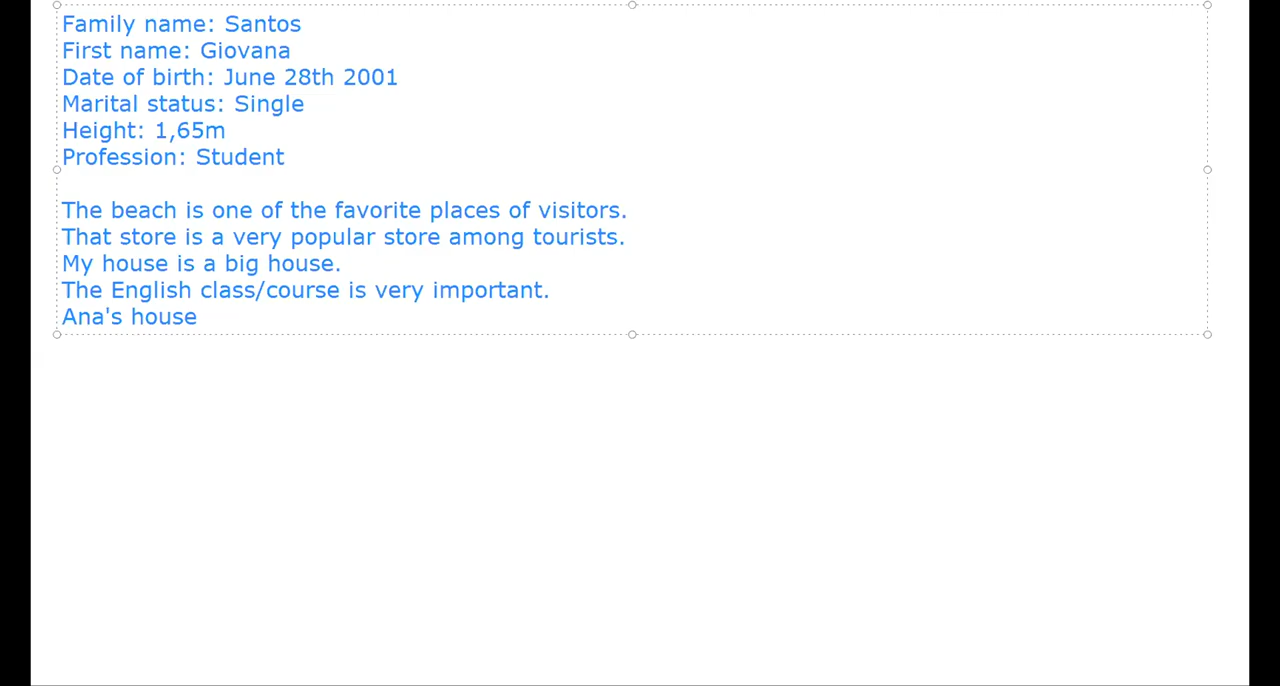 Family name: Santos
First name: Giovana
Date of birth: June 28th 2001
Marital status: Single
Height: 1,65m
Profession: Student
The beach is one of the favorite places of visitors.
That store is a very popular store among tourists.
My house is a big house.
The English class/course is very important.
Ana's house